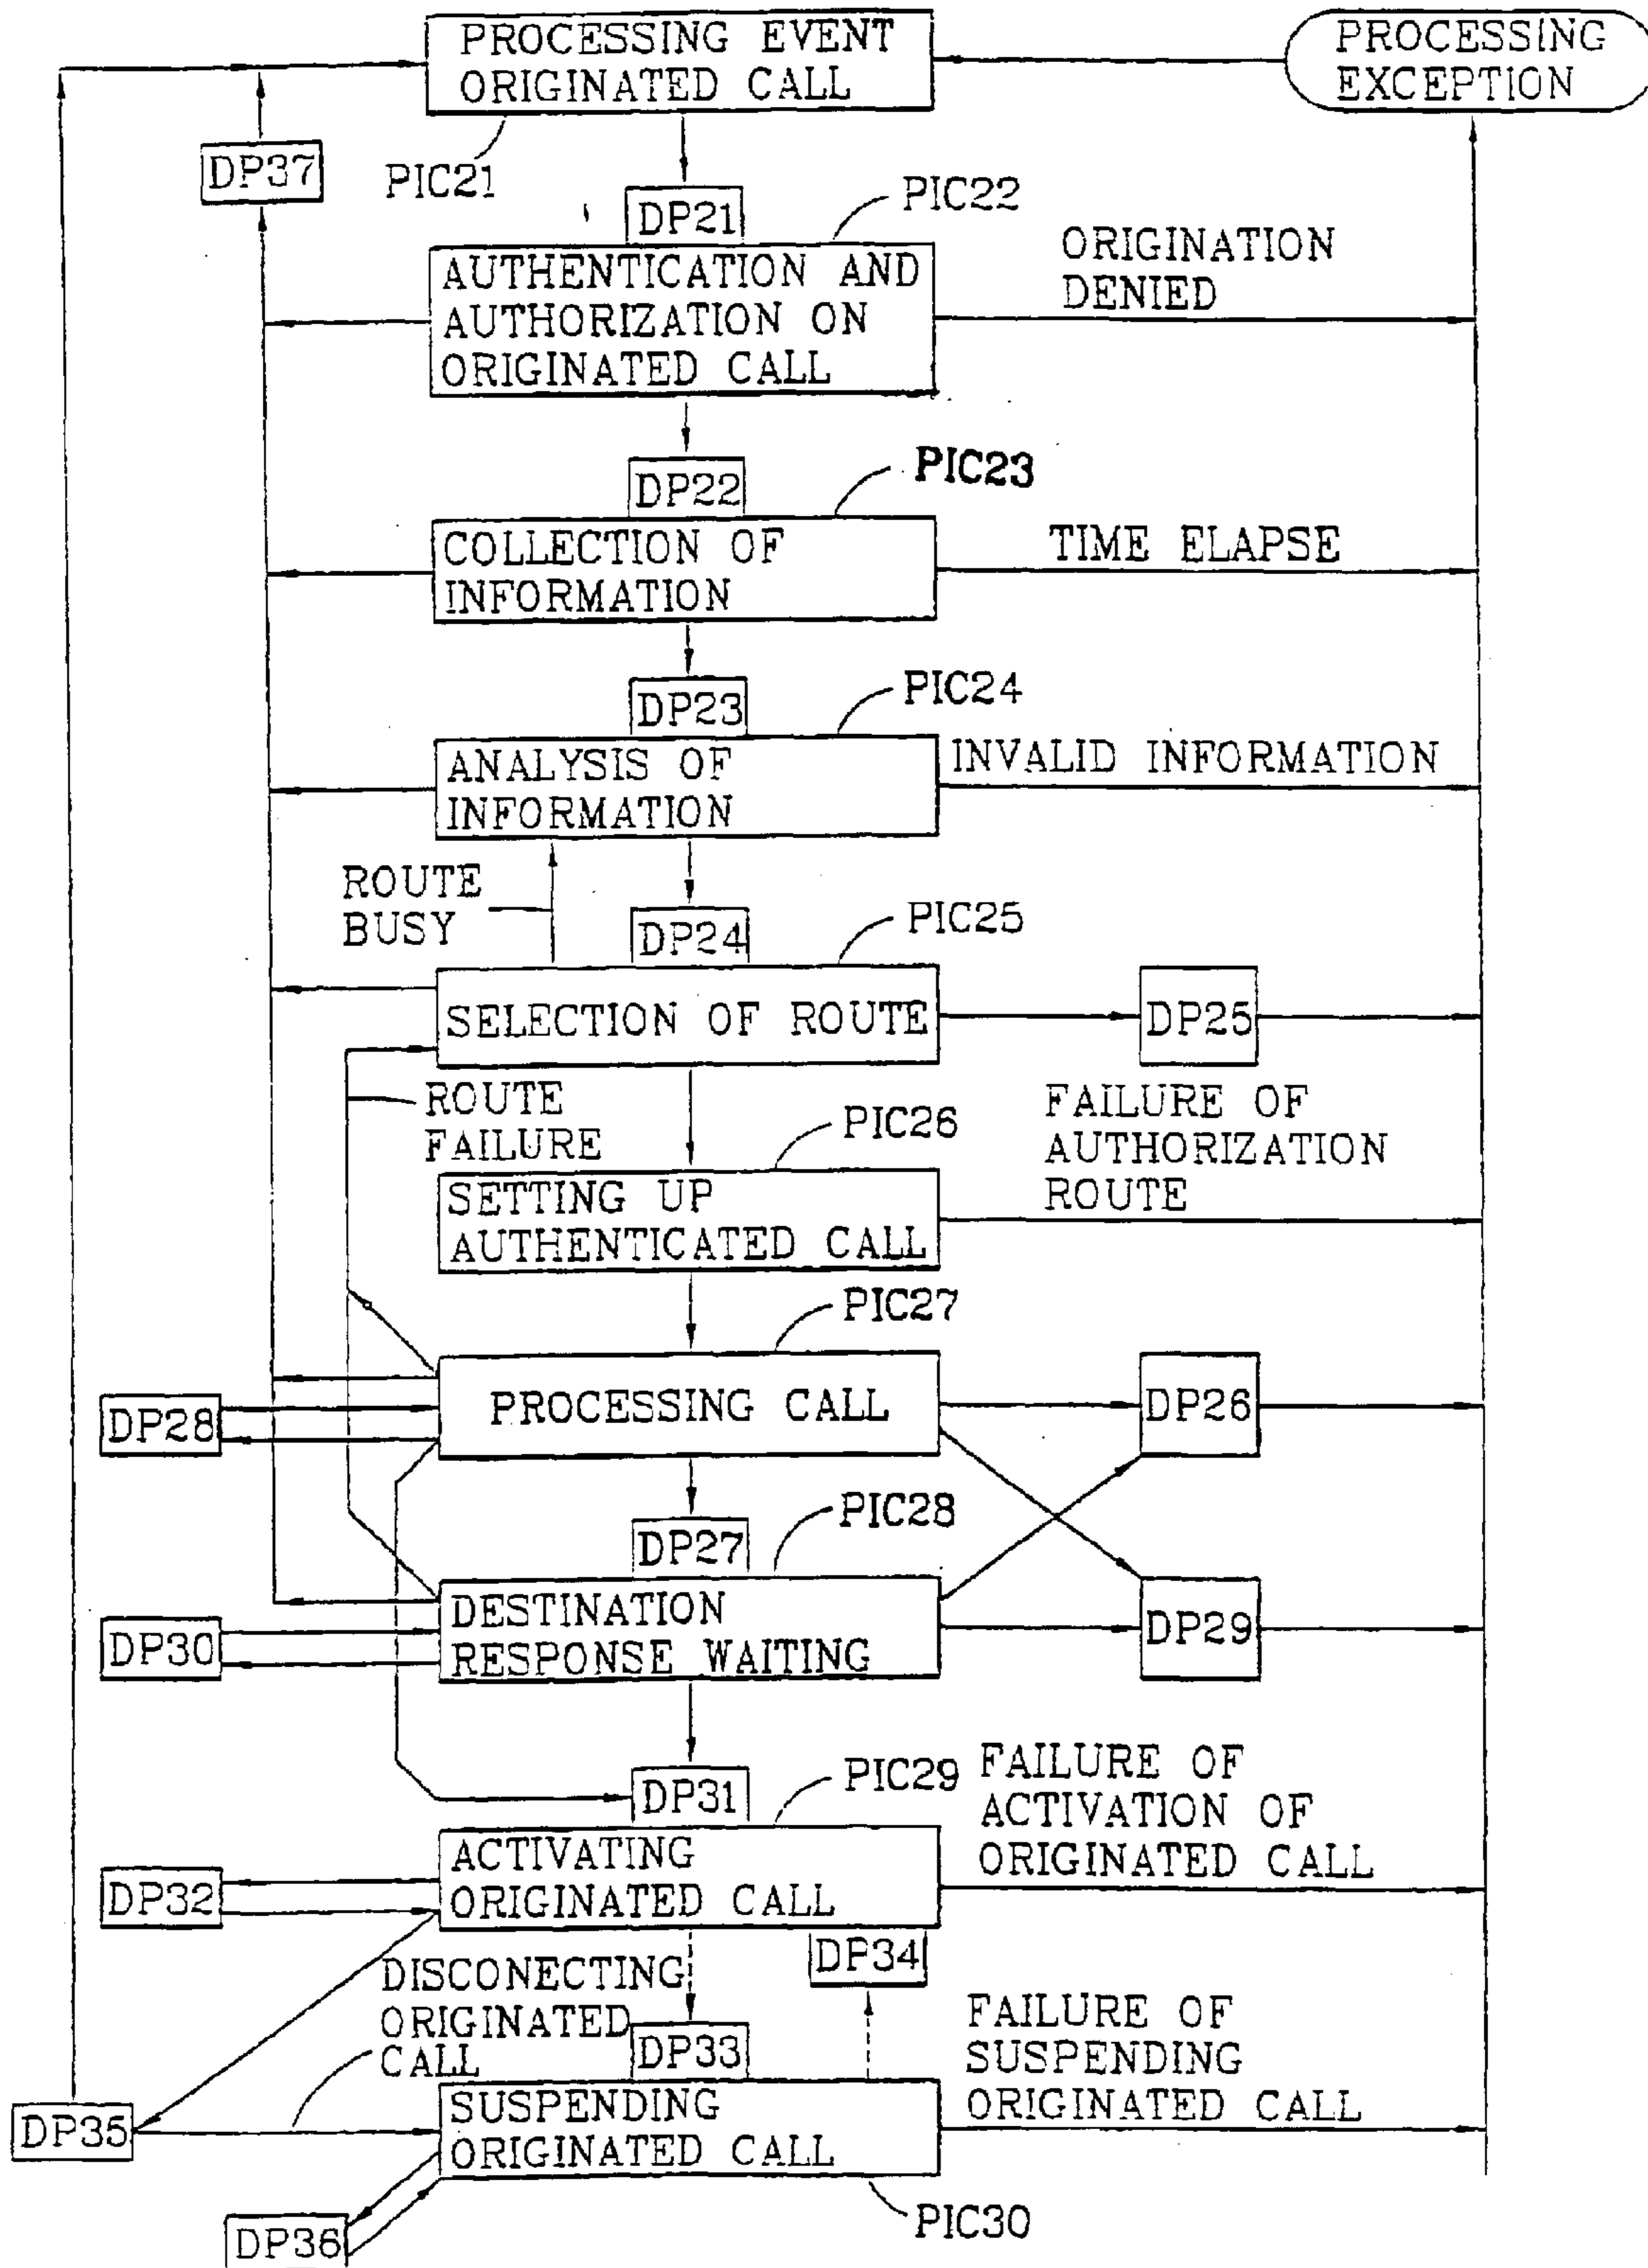 PROCESSING EVENT
ORIGINATED CALL
PROCESSING
EXCEPTION
DP37
PIC21
DP21
PIC22
AUTHENTICATION AND
AUTHORIZATION ON
ORIGINATED CALL
ORIGINATION
DENIED
DP22
PIC23
COLLECTION OF
INFORMATION
TIME ELAPSE
DP23
PIC24
ANALYSIS OF
INFORMATION
INVALID INFORMATION
ROUTE
BUSY
DP24
PIC25
SELECTION OF ROUTE
DP25
ROUTE
FAILURE
PIC26
FAILURE OF
AUTHORIZATION
ROUTE
SETTING UP
AUTHENTICATED CALL
PIC27
DP28
PROCESSING CALL
DP26
DP27
PIC28
DP30
DESTINATION
RESPONSE WAITING
DP29
DP31
PIC29
FAILURE OF
ACTIVATION OF
ORIGINATED CALL
DP32
ACTIVATING
ORIGINATED CALL
DP34
DISCONECTING
ORIGINATED
CALL
DP33
FAILURE OF
SUSPENDING
ORIGINATED CALL
DP35
SUSPENDING
ORIGINATED CALL
DP36
PIC30